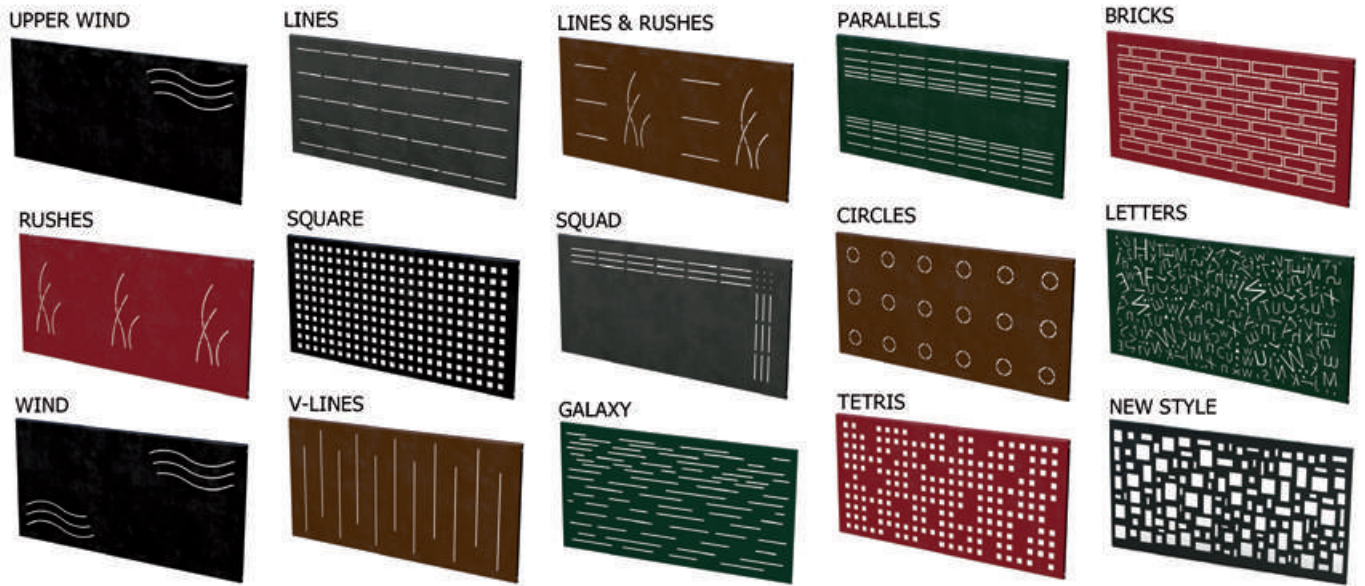 UPPER WIND
LINES
LINES & RUSHES
PARALLELS
BRICKS
RUSHES
SQUARE
SQUAD
CIRCLES
LETTERS
WIND
V-LINES
GALAXY
TETRIS
NEW STYLE